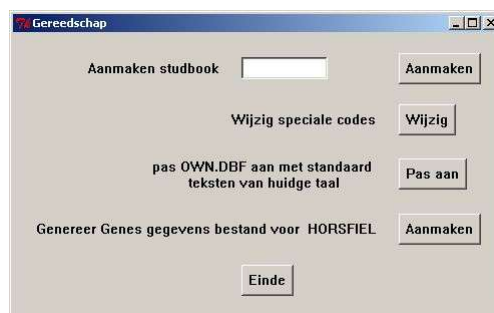 Gereedschap
Aanmaken studbook Aanmaken
Wijzig speciale codes Wijzig
pas OWN.DBF aan met standaard
teksten van huidge taal Pas aan
Genereer Genes gegevens bestand voor HORSFIEL Aanmaken
Einde